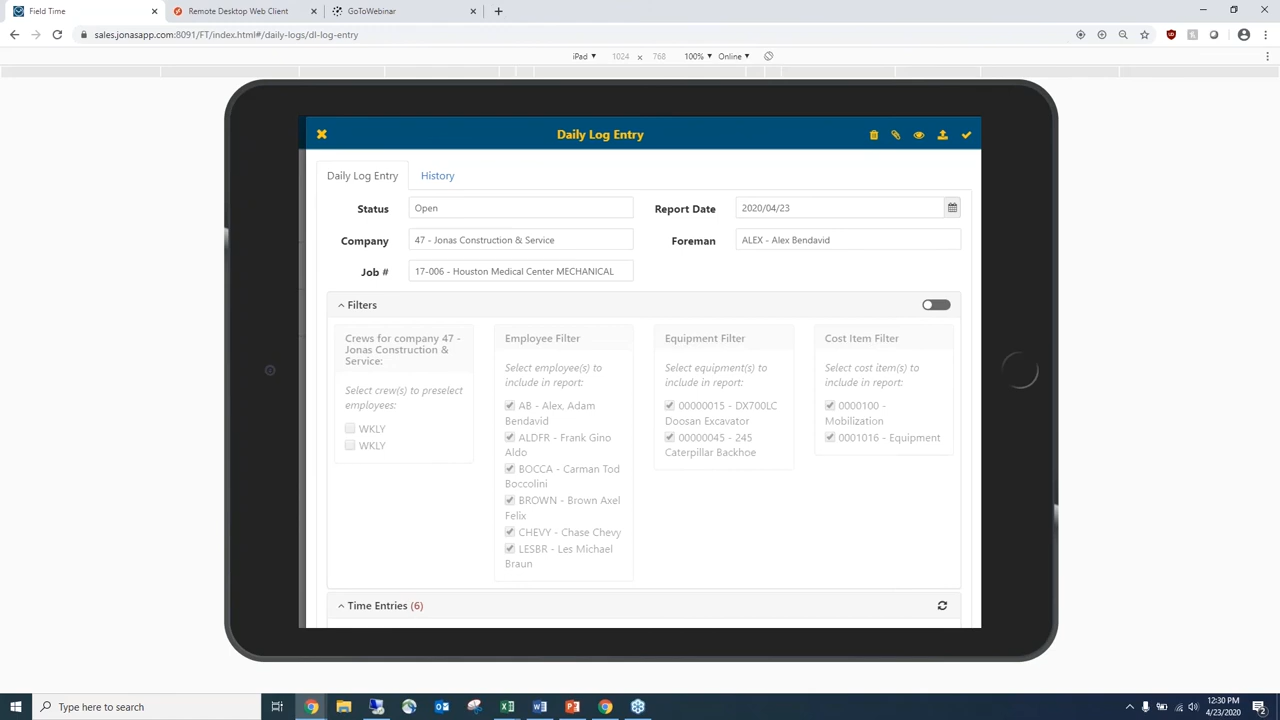 Field Time
Remote Desktop Web Client
GoToWebinar
sales.jonasapp.com:8091/FT/index.html#/daily-logs/dl-log-entry
iPad 1024 × 768 100% Online
Daily Log Entry
Daily Log Entry History
Status Open Report Date 2020/04/23
Company 47 - Jonas Construction & Service Foreman ALEX - Alex Bendavid
Job # 17-006 - Houston Medical Center MECHANICAL
Filters
Crews for company 47 -
Jonas Construction &
Service:
Select crew(s) to preselect
employees:
WKLY
WKLY
Employee Filter
Select employee(s) to
include in report:
AB - Alex, Adam
Bendavid
ALDFR - Frank Gino
Aldo
BOCCA - Carman Tod
Boccolini
BROWN - Brown Axel
Felix
CHEVY - Chase Chevy
LESBR - Les Michael
Braun
Equipment Filter
Select equipment(s) to
include in report:
00000015 - DX700LC
Doosan Excavator
00000045 - 245
Caterpillar Backhoe
Cost Item Filter
Select cost item(s) to
include in report:
0000100 -
Mobilization
0001016 - Equipment
Time Entries (6)
Type here to search
12:30 PM
4/23/2020